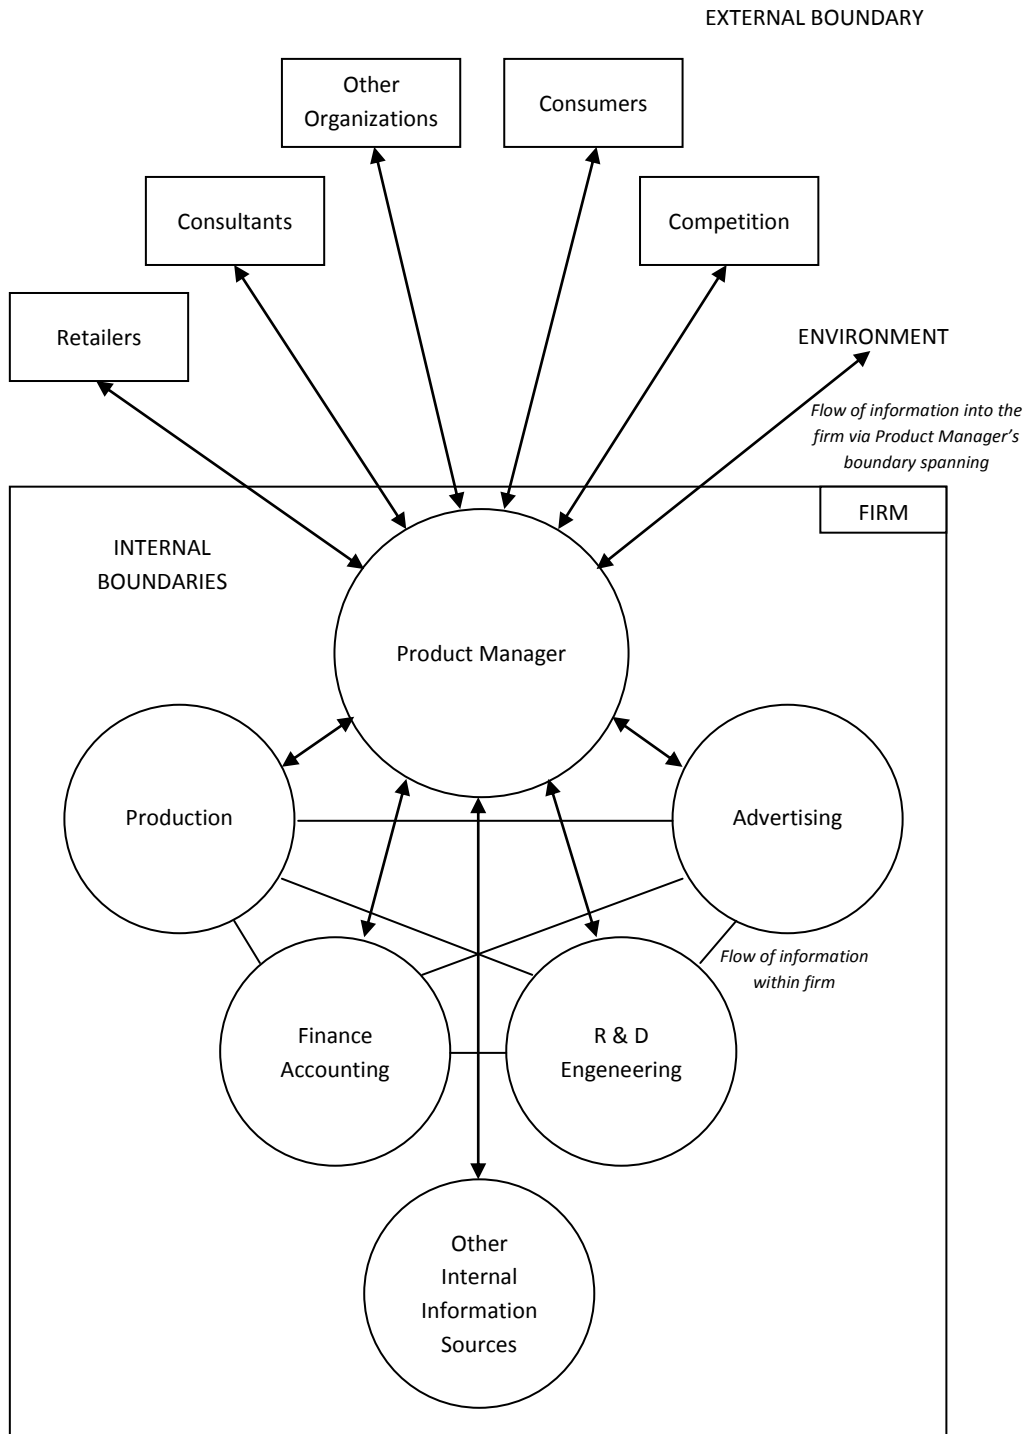 EXTERNAL BOUNDARY
Other
Organizations
Consumers
Consultants
Competition
Retailers
ENVIRONMENT
Flow of information into the
firm via Product Manager’s
boundary spanning
FIRM
INTERNAL
BOUNDARIES
Product Manager
Production
Advertising
Flow of information
within firm
Finance
Accounting
R & D
Engeneering
Other
Internal
Information
Sources